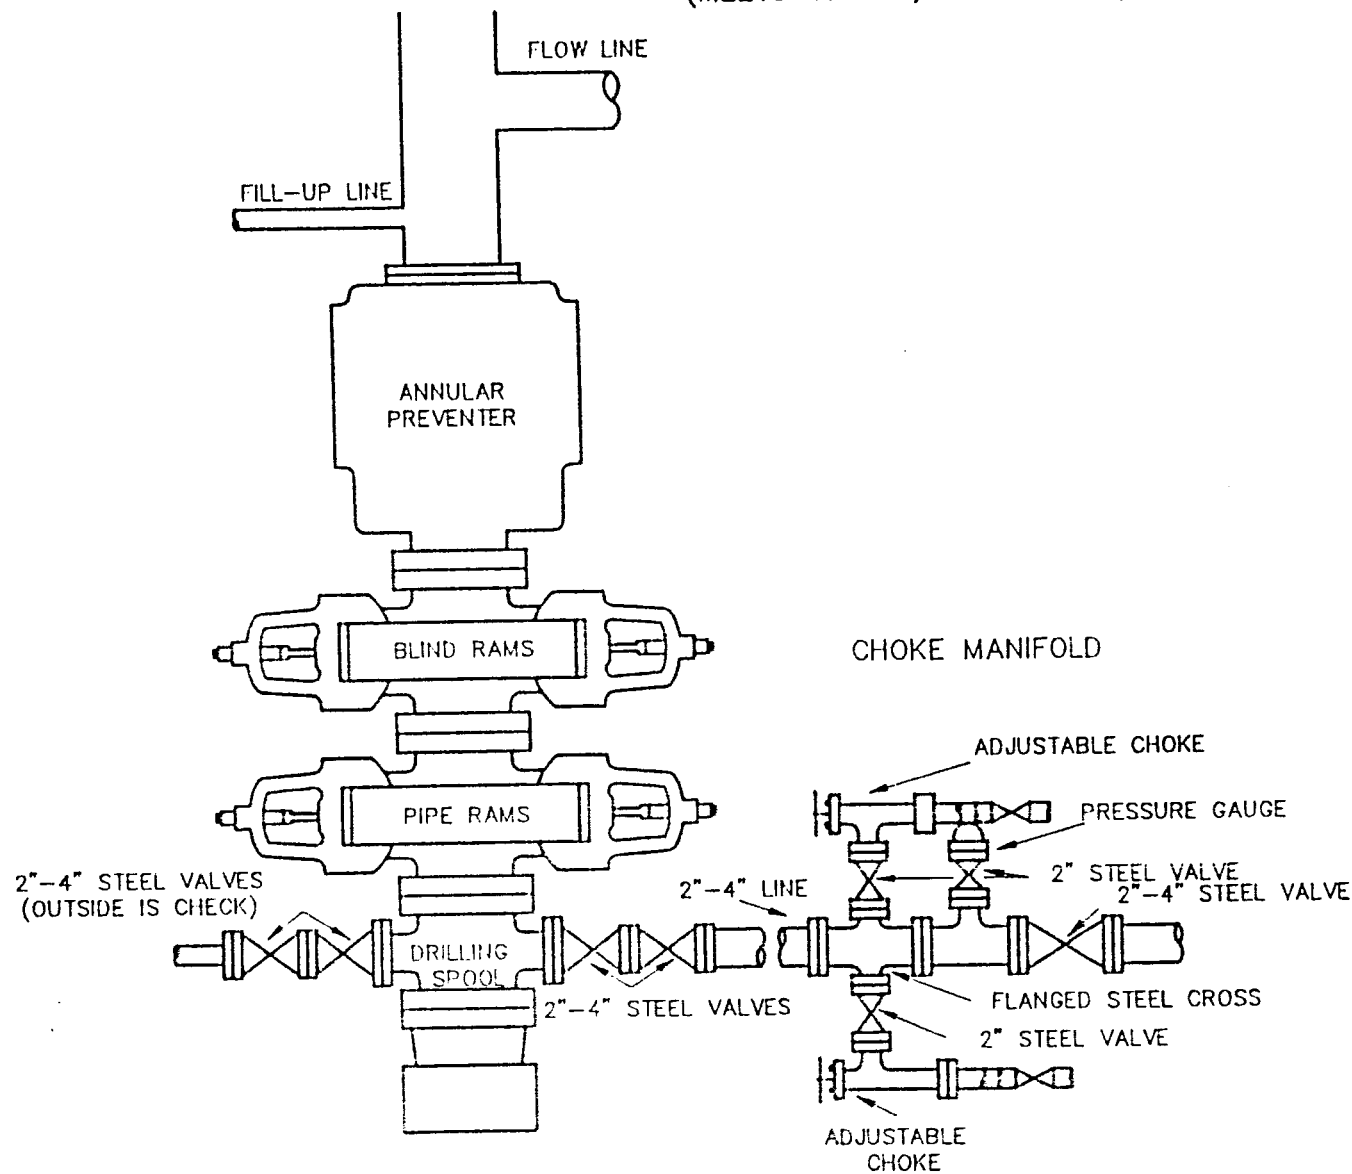 FLOW LINE
FILL-UP LINE
ANNULAR
PREVENTER
BLIND RAMS
CHOKE MANIFOLD
ADJUSTABLE CHOKE
PIPE RAMS
PRESSURE GAUGE
2"-4" STEEL VALVES
(OUTSIDE IS CHECK)
2"-4" LINE
2" STEEL VALVE
2"-4" STEEL VALVE
DRILLING
SPOOL
2"-4" STEEL VALVES
FLANGED STEEL CROSS
2" STEEL VALVE
ADJUSTABLE
CHOKE